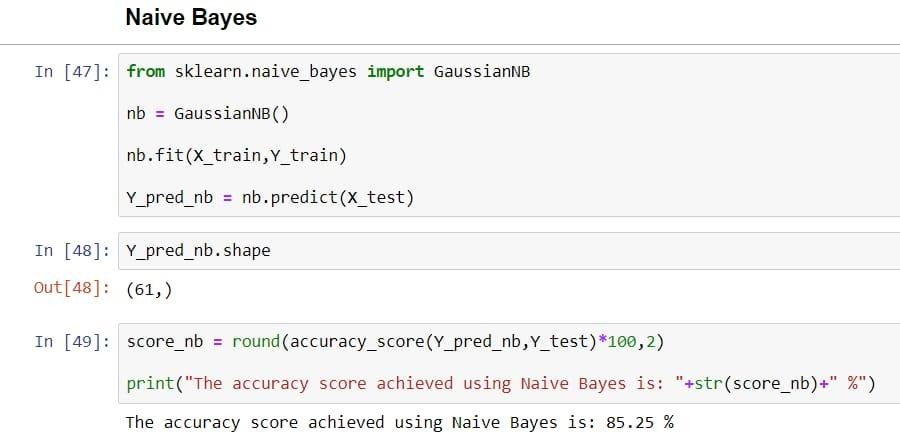 Naive Bayes
In [47]: from sklearn.naive_bayes import GaussianNB
nb = GaussianNB()
nb.fit(X_train,Y_train)
Y_pred_nb = nb.predict(X_test)
In [48]: Y_pred_nb.shape
Out[48]: (61,)
In [49]: score_nb = round(accuracy_score(Y_pred_nb,Y_test)*100,2)
print("The accuracy score achieved using Naive Bayes is: "+str(score_nb)+" %")
The accuracy score achieved using Naive Bayes is: 85.25 %